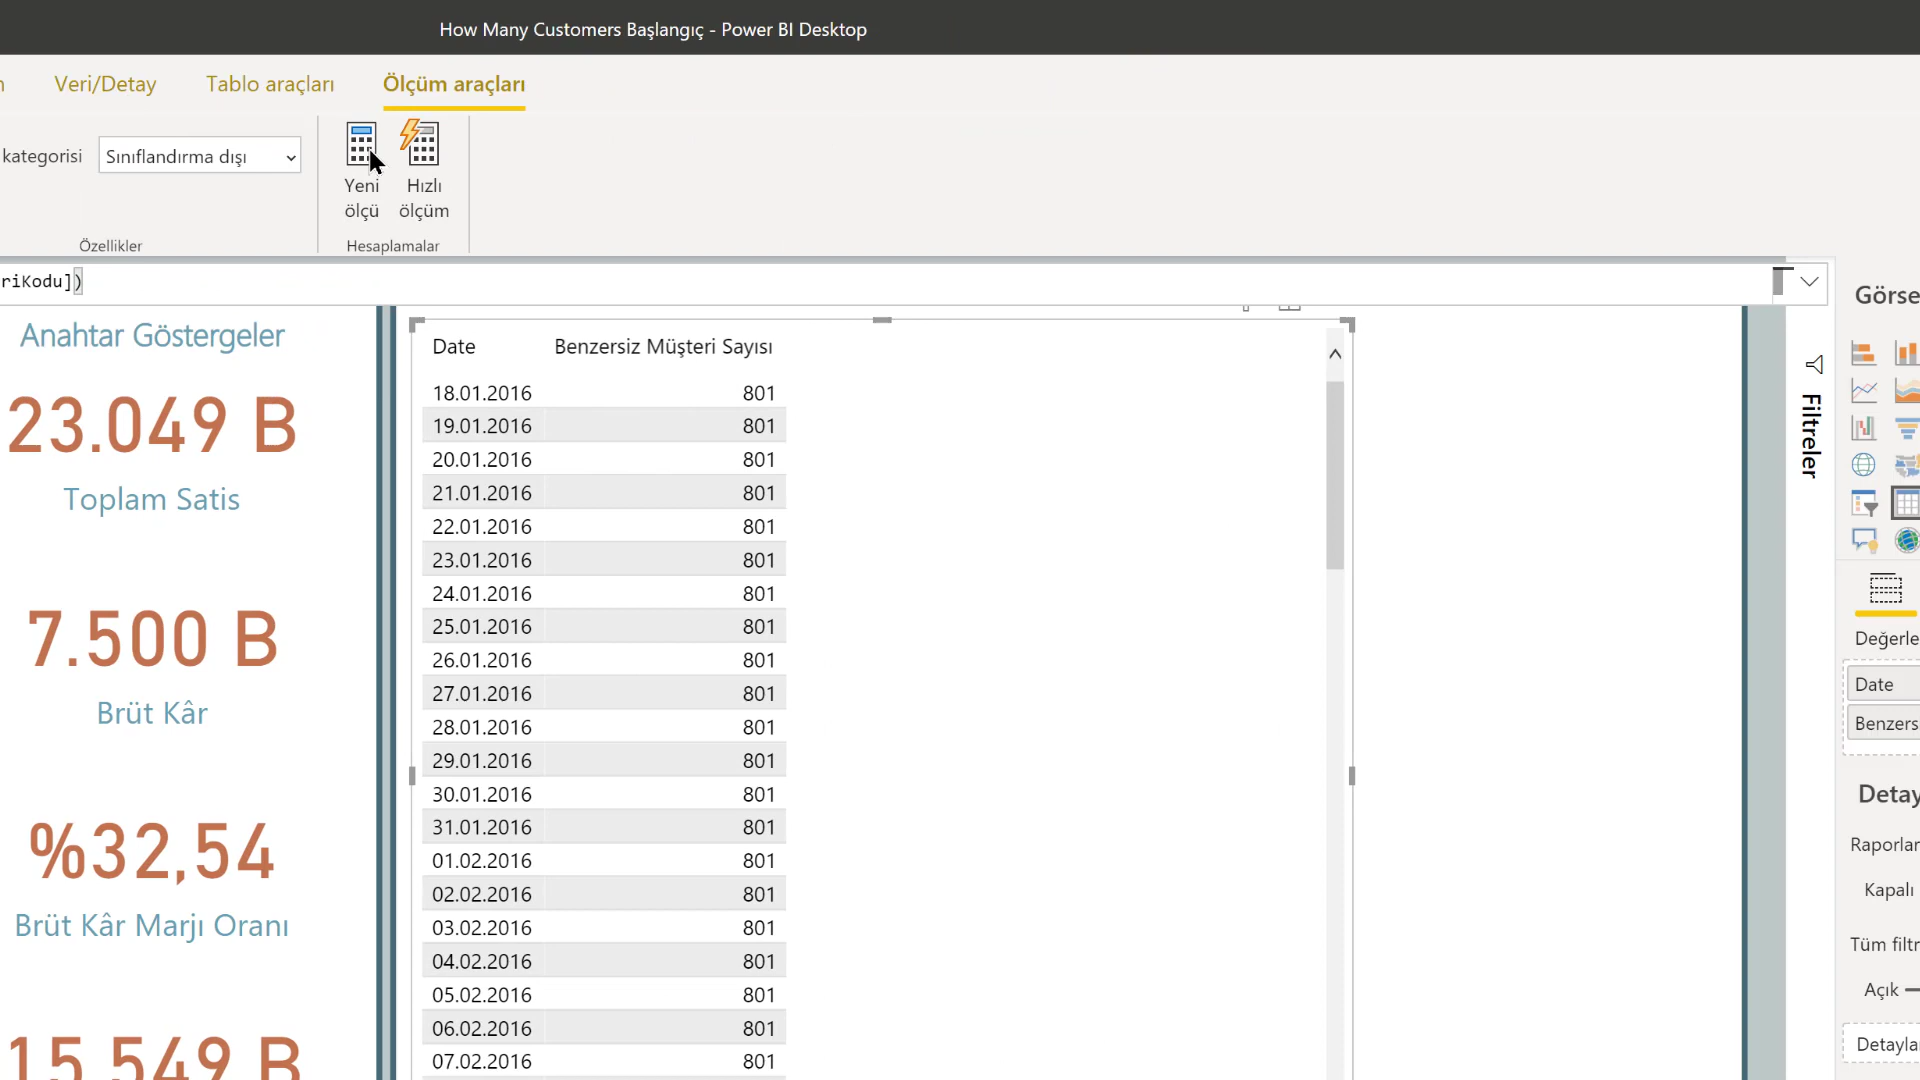 How Many Customers Başlangıç - Power BI Desktop
Veri/Detay
Tablo araçları
Ölçüm araçları
kategorisi
Sınıflandırma dışı
Yeni
ölçü
Hızlı
ölçüm
Özellikler
Hesaplamalar
riKodu])
Anahtar Göstergeler
23.049 B
Toplam Satis
7.500 B
Brüt Kâr
%32,54
Brüt Kâr Marjı Oranı
15.549 B
Date Benzersiz Müşteri Sayısı
18.01.2016 801
19.01.2016 801
20.01.2016 801
21.01.2016 801
22.01.2016 801
23.01.2016 801
24.01.2016 801
25.01.2016 801
26.01.2016 801
27.01.2016 801
28.01.2016 801
29.01.2016 801
30.01.2016 801
31.01.2016 801
01.02.2016 801
02.02.2016 801
03.02.2016 801
04.02.2016 801
05.02.2016 801
06.02.2016 801
07.02.2016 801
Filtreler
Görse
Değerle
Date
Benzers
Detay
Raporlar
Kapalı
Tüm filtr
Açık
Detayla